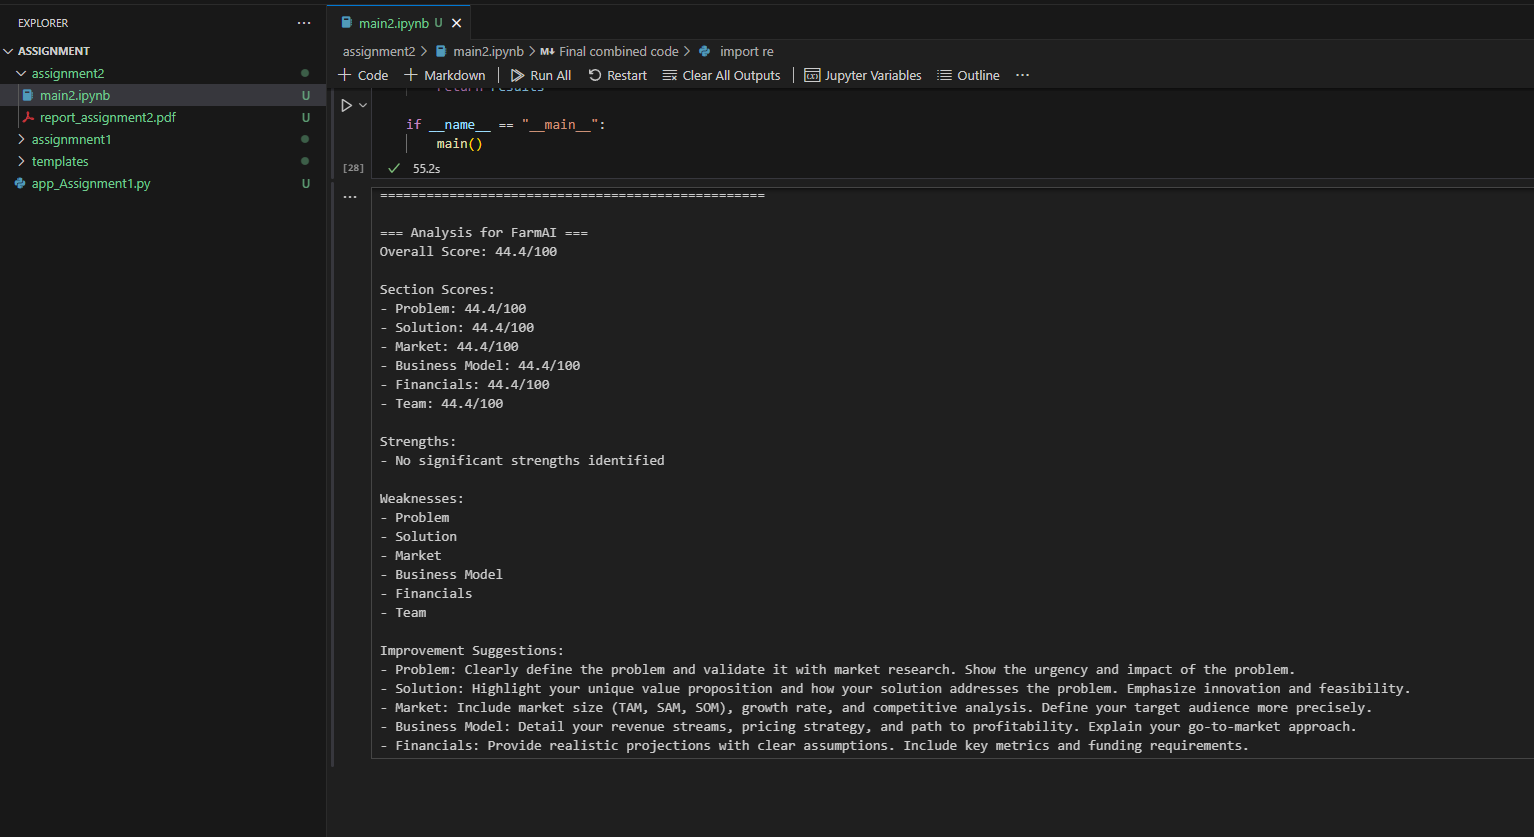 EXPLORER
ASSIGNMENT
assignment2
main2.ipynb U
report_assignment2.pdf U
assignmnent1
templates
app_Assignment1.py U
main2.ipynb U
assignment2 > main2.ipynb > M↓ Final combined code > import re
+ Code + Markdown | Run All Restart Clear All Outputs | Jupyter Variables Outline ...
return results
if __name__ == "__main__":
main()
[28] 55.2s
==================================================
=== Analysis for FarmAI ===
Overall Score: 44.4/100
Section Scores:
- Problem: 44.4/100
- Solution: 44.4/100
- Market: 44.4/100
- Business Model: 44.4/100
- Financials: 44.4/100
- Team: 44.4/100
Strengths:
- No significant strengths identified
Weaknesses:
- Problem
- Solution
- Market
- Business Model
- Financials
- Team
Improvement Suggestions:
- Problem: Clearly define the problem and validate it with market research. Show the urgency and impact of the problem.
- Solution: Highlight your unique value proposition and how your solution addresses the problem. Emphasize innovation and feasibility.
- Market: Include market size (TAM, SAM, SOM), growth rate, and competitive analysis. Define your target audience more precisely.
- Business Model: Detail your revenue streams, pricing strategy, and path to profitability. Explain your go-to-market approach.
- Financials: Provide realistic projections with clear assumptions. Include key metrics and funding requirements.